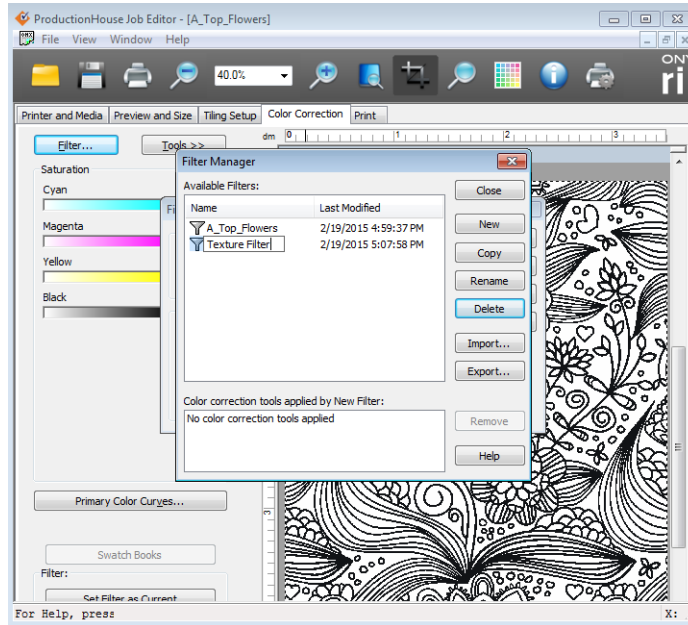 ProductionHouse Job Editor - [A_Top_Flowers]
File View Window Help
40.0%
ON
ri
Printer and Media Preview and Size Tiling Setup Color Correction Print
Filter... Tools >>
dm 0 1 2 3
Saturation
Cyan
Magenta
Yellow
Black
Fi
Filter Manager
Available Filters:
Name Last Modified
A_Top_Flowers 2/19/2015 4:59:37 PM
Texture Filter 2/19/2015 5:07:58 PM
Close
New
Copy
Rename
Delete
Import...
Export...
Color correction tools applied by New Filter:
No color correction tools applied
Remove
Help
Primary Color Curves...
3
Swatch Books
Filter:
Set Filter as Current
For Help, press
X: